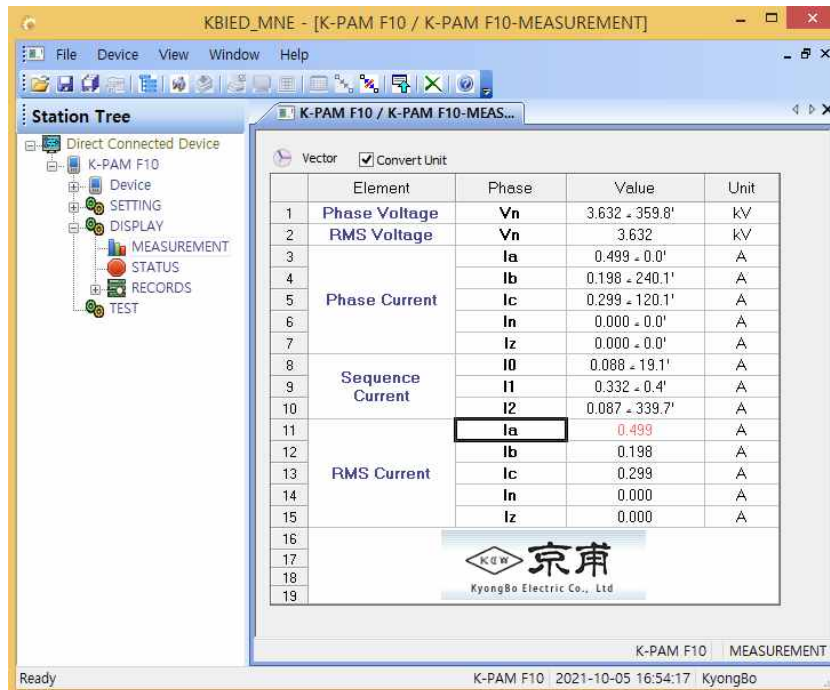 KBIED_MNE - [K-PAM F10 / K-PAM F10-MEASUREMENT]
File Device View Window Help
Station Tree
K-PAM F10 / K-PAM F10-MEAS...
Direct Connected Device
K-PAM F10
Device
SETTING
DISPLAY
MEASUREMENT
STATUS
RECORDS
TEST
Vector Convert Unit
Element Phase Value Unit
1 Phase Voltage Vn 3.632 ∠ 359.8' kV
2 RMS Voltage Vn 3.632 kV
3 Ia 0.499 ∠ 0.0' A
4 Ib 0.198 ∠ 240.1' A
5 Phase Current Ic 0.299 ∠ 120.1' A
6 In 0.000 ∠ 0.0' A
7 Iz 0.000 ∠ 0.0' A
8 I0 0.088 ∠ 19.1' A
9 Sequence Current I1 0.332 ∠ 0.4' A
10 I2 0.087 ∠ 339.7' A
11 Ia 0.499 A
12 Ib 0.198 A
13 RMS Current Ic 0.299 A
14 In 0.000 A
15 Iz 0.000 A
16
17
18
19
京甫
KyongBo Electric Co., Ltd
K-PAM F10 MEASUREMENT
Ready K-PAM F10 2021-10-05 16:54:17 KyongBo